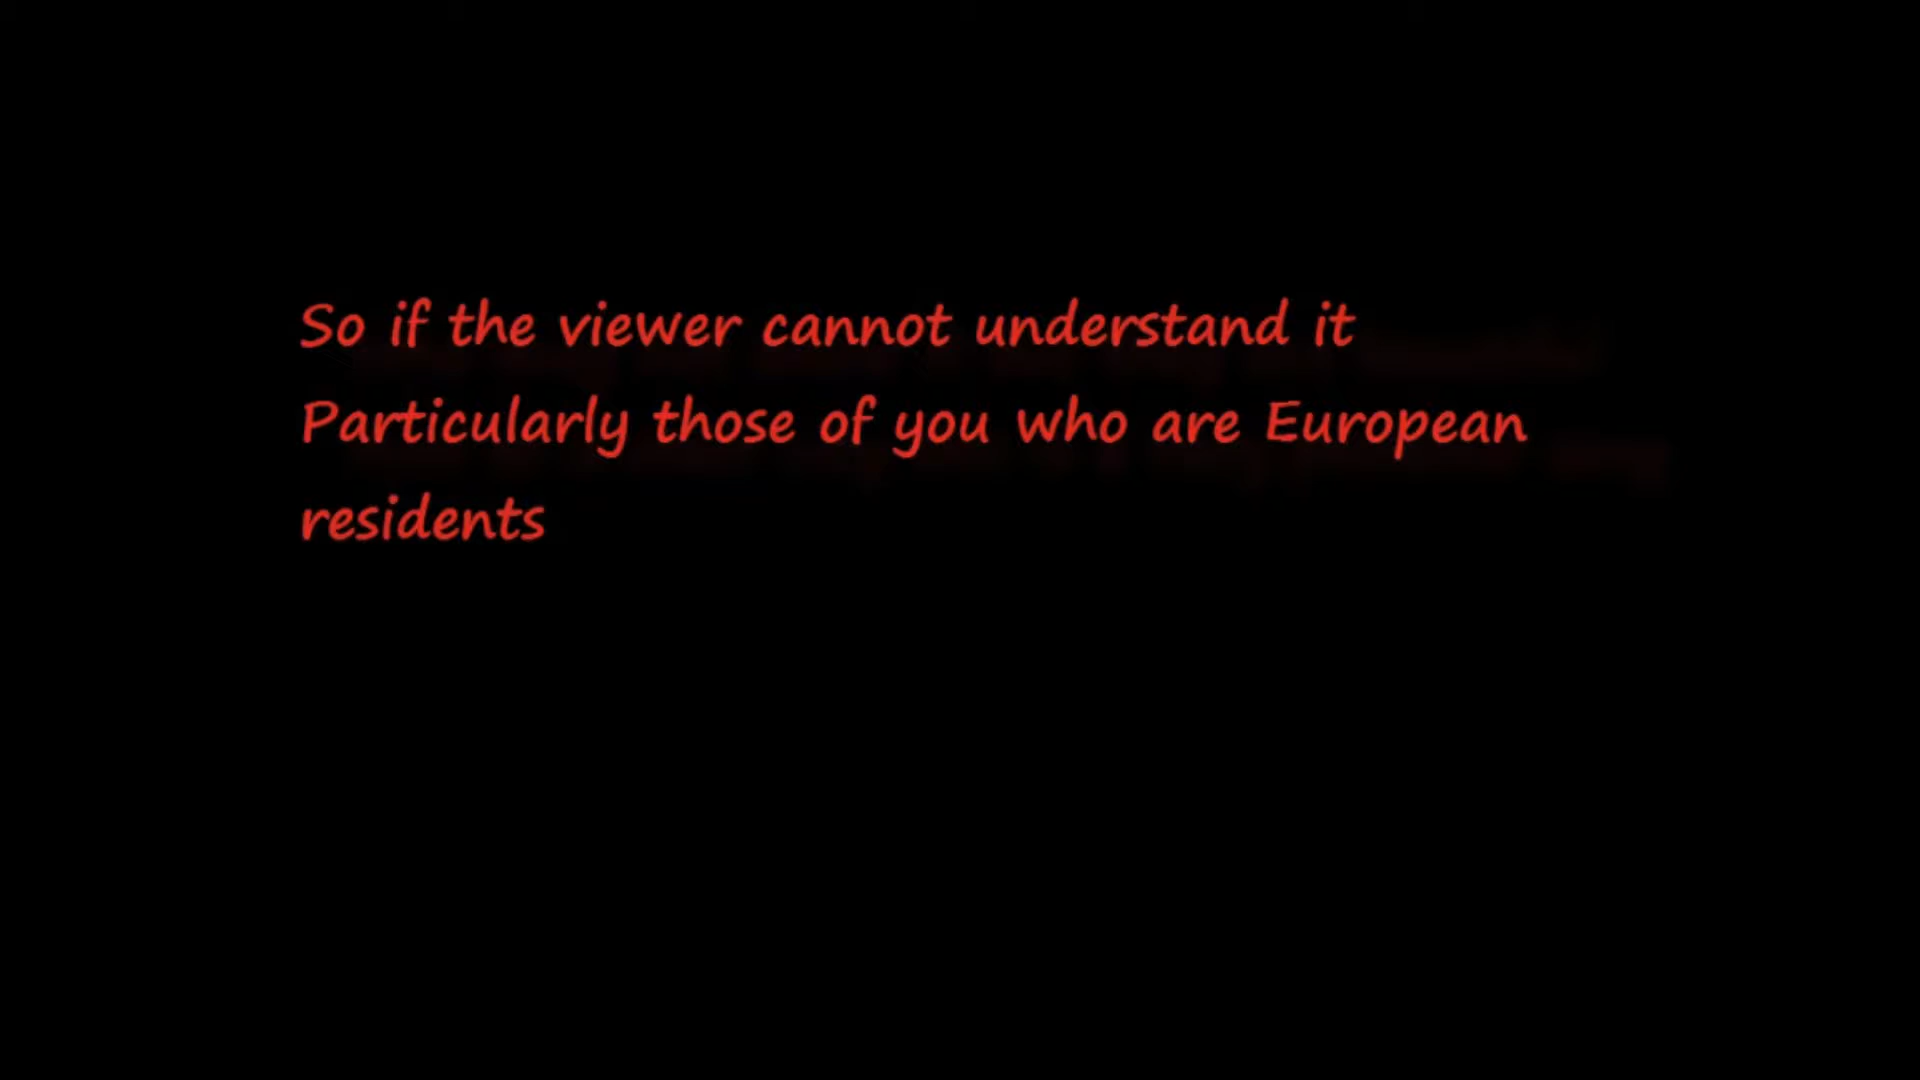 So if the viewer cannot understand it
Particularly those of you who are European
residents